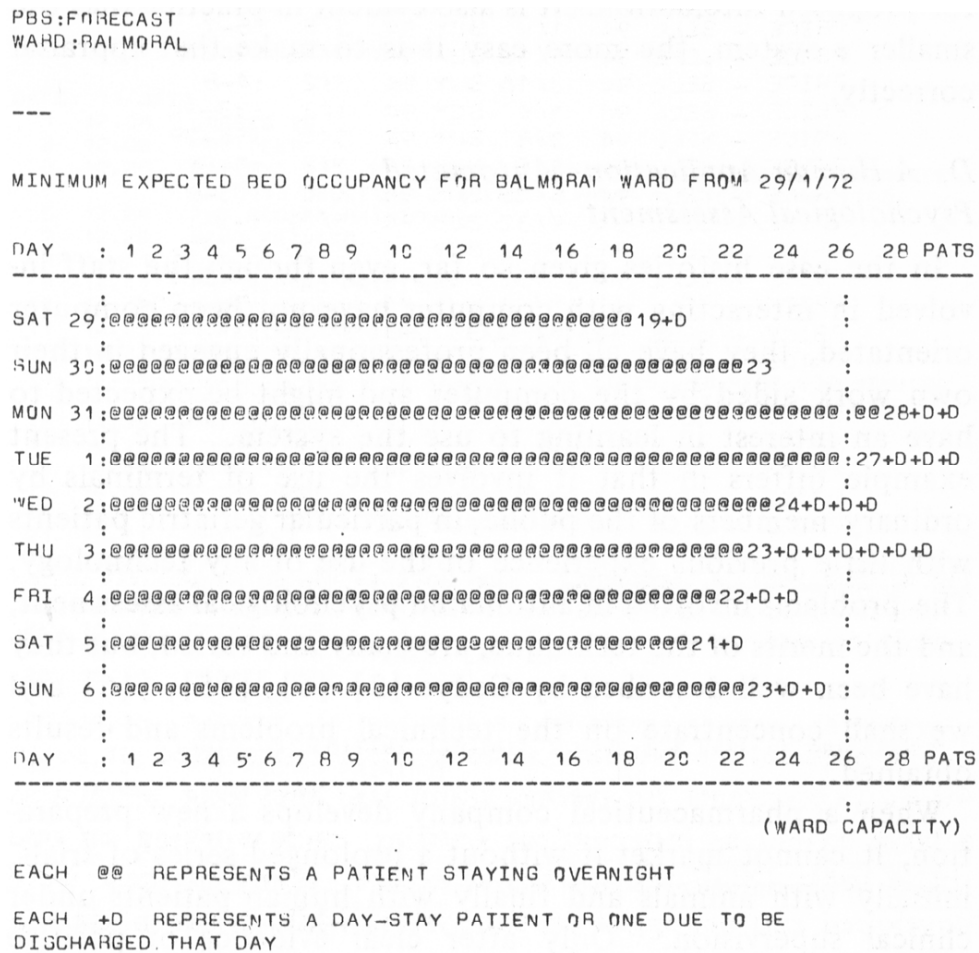 PBS:FORECAST
WARD:BALMORAL
---
MINIMUM EXPECTED BED OCCUPANCY FOR BALMORAL WARD FROM 29/1/72
DAY : 1 2 3 4 5 6 7 8 9 10 12 14 16 18 20 22 24 26 28 PATS
SAT 29:@@@@@@@@@@@@@@@@@@@@@@@@@@@@@@@@@@@@@@19+D :
SUN 30:@@@@@@@@@@@@@@@@@@@@@@@@@@@@@@@@@@@@@@@@@@@@@@23 :
MON 31:@@@@@@@@@@@@@@@@@@@@@@@@@@@@@@@@@@@@@@@@@@@@@@@@@@@@@:@@28+D+D
TUE 1:@@@@@@@@@@@@@@@@@@@@@@@@@@@@@@@@@@@@@@@@@@@@@@@@@@@@@:27+D+D+D
WED 2:@@@@@@@@@@@@@@@@@@@@@@@@@@@@@@@@@@@@@@@@@@@@@@@@24+D+D+D
THU 3:@@@@@@@@@@@@@@@@@@@@@@@@@@@@@@@@@@@@@@@@@@@@@@23+D+D+D+D+D+D
FRI 4:@@@@@@@@@@@@@@@@@@@@@@@@@@@@@@@@@@@@@@@@@@@@22+D+D :
SAT 5:@@@@@@@@@@@@@@@@@@@@@@@@@@@@@@@@@@@@@@@@@@21+D :
SUN 6:@@@@@@@@@@@@@@@@@@@@@@@@@@@@@@@@@@@@@@@@@@@@@@23+D+D :
DAY : 1 2 3 4 5 6 7 8 9 10 12 14 16 18 20 22 24 26 28 PATS
(WARD CAPACITY)
EACH @@ REPRESENTS A PATIENT STAYING OVERNIGHT
EACH +D REPRESENTS A DAY-STAY PATIENT OR ONE DUE TO BE
DISCHARGED THAT DAY